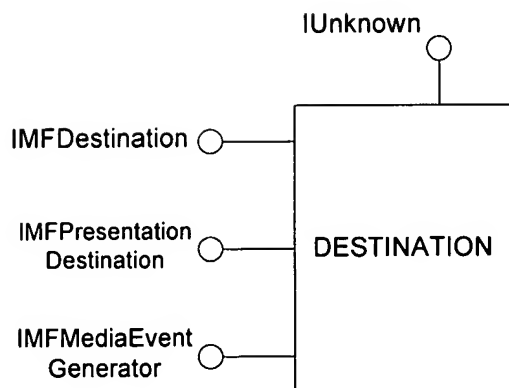 IUnknown
IMFDestination
IMFPresentation
Destination
DESTINATION
IMFMediaEvent
Generator